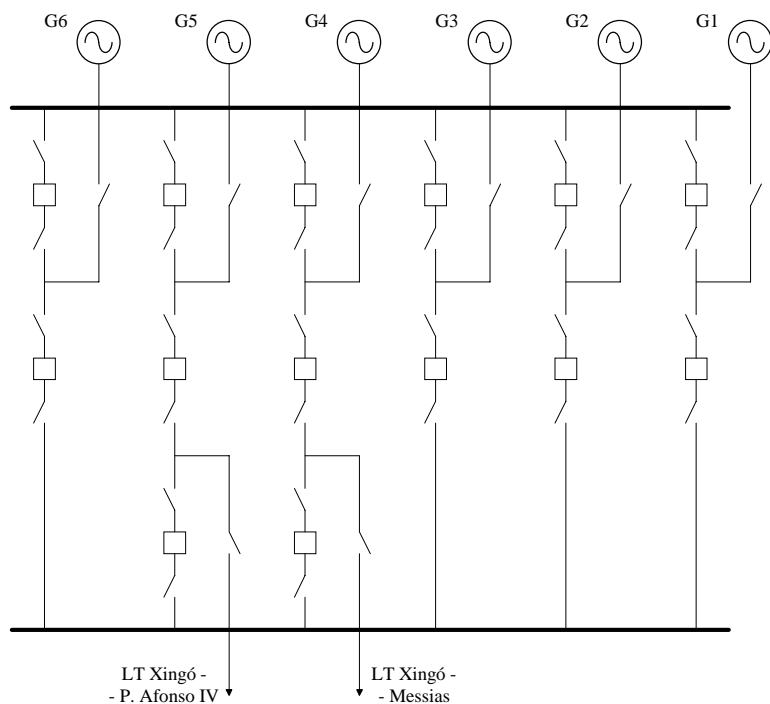 G6
G5
G4
G3
G2
G1
LT Xingó -
- P. Afonso IV
LT Xingó -
- Messias